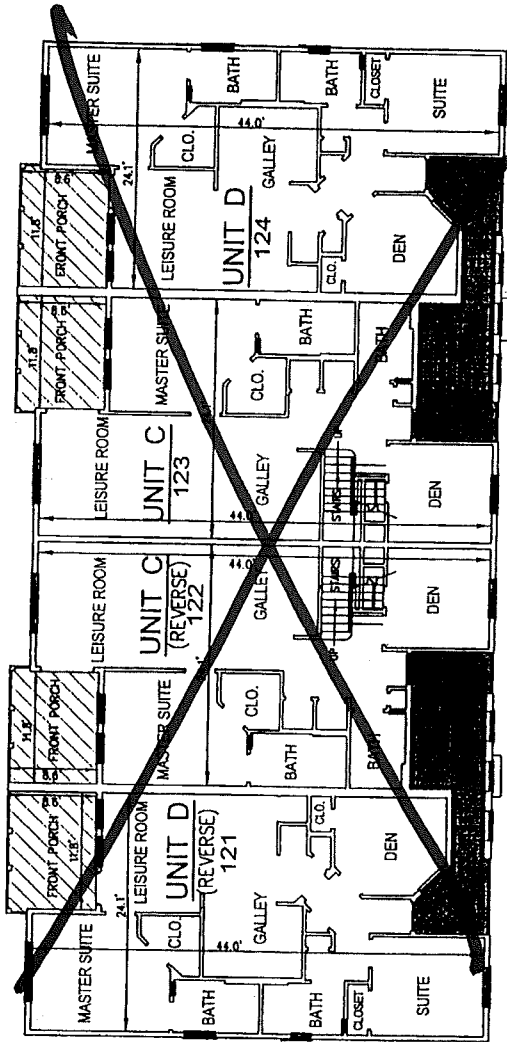 MASTER SUITE
BATH
BATH
CLOSET
SUITE
44.0'
24.1'
CLO.
GALLEY
LEISURE ROOM
UNIT D
124
CLO.
DEN
11.8'
8.6'
FRONT PORCH
FRONT PORCH
8.6'
11.8'
MASTER SUITE
BATH
BATH
CLO.
LEISURE ROOM
UNIT C
123
GALLEY
STAIRS
UP
DEN
44.0'
44.0'
LEISURE ROOM
UNIT C
(REVERSE)
122
GALLEY
STAIRS
UP
DEN
MASTER SUITE
CLO.
BATH
BATH
11.8'
FRONT PORCH
8.6'
8.6'
FRONT PORCH
11.8'
LEISURE ROOM
UNIT D
(REVERSE)
121
CLO.
DEN
24.1'
CLO.
GALLEY
44.0'
MASTER SUITE
BATH
BATH
CLOSET
SUITE